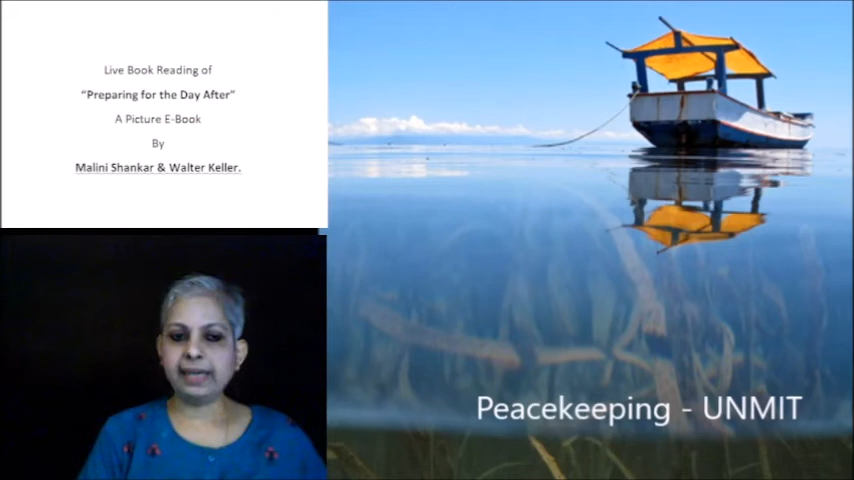 Live Book Reading of
“Preparing for the Day After”
A Picture E-Book
By
Malini Shankar & Walter Keller.
Peacekeeping - UNMIT